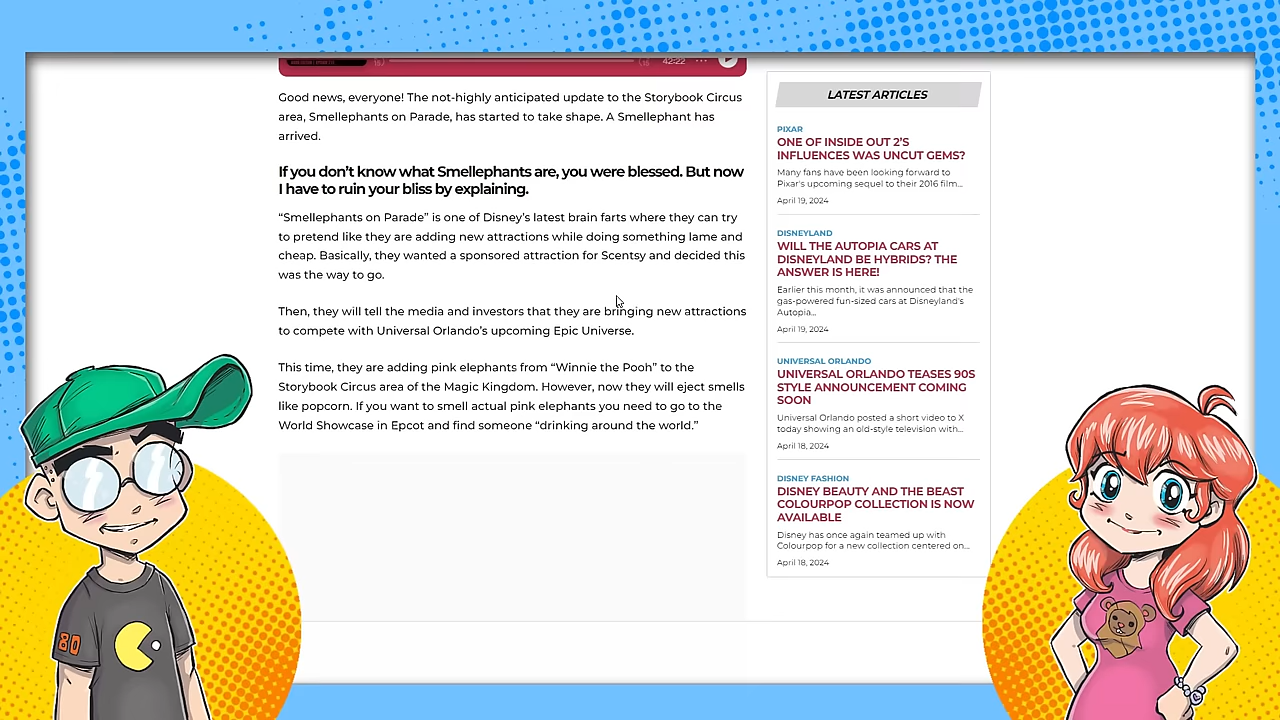 42:22
Good news, everyone! The not-highly anticipated update to the Storybook Circus
area, Smellephants on Parade, has started to take shape. A Smellephant has
arrived.
If you don't know what Smellephants are, you were blessed. But now
I have to ruin your bliss by explaining.
“Smellephants on Parade” is one of Disney's latest brain farts where they can try
to pretend like they are adding new attractions while doing something lame and
cheap. Basically, they wanted a sponsored attraction for Scentsy and decided this
was the way to go.
Then, they will tell the media and investors that they are bringing new attractions
to compete with Universal Orlando's upcoming Epic Universe.
This time, they are adding pink elephants from “Winnie the Pooh” to the
Storybook Circus area of the Magic Kingdom. However, now they will eject smells
like popcorn. If you want to smell actual pink elephants you need to go to the
World Showcase in Epcot and find someone “drinking around the world.”
LATEST ARTICLES
PIXAR
ONE OF INSIDE OUT 2'S
INFLUENCES WAS UNCUT GEMS?
Many fans have been looking forward to
Pixar's upcoming sequel to their 2016 film...
April 19, 2024
DISNEYLAND
WILL THE AUTOPIA CARS AT
DISNEYLAND BE HYBRIDS? THE
ANSWER IS HERE!
Earlier this month, it was announced that the
gas-powered fun-sized cars at Disneyland's
Autopia...
April 19, 2024
UNIVERSAL ORLANDO
UNIVERSAL ORLANDO TEASES 90S
STYLE ANNOUNCEMENT COMING
SOON
Universal Orlando posted a short video to X
today showing an old-style television with...
April 18, 2024
DISNEY FASHION
DISNEY BEAUTY AND THE BEAST
COLOURPOP COLLECTION IS NOW
AVAILABLE
Disney has once again teamed up with
Colourpop for a new collection centered on...
April 18, 2024
80